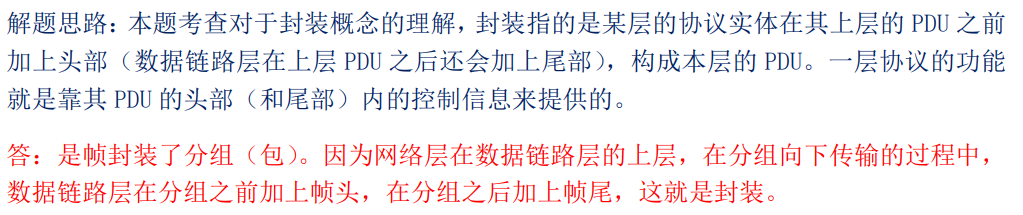 解题思路：本题考查对于封装概念的理解，封装指的是某层的协议实体在其上层的 PDU 之前
加上头部（数据链路层在上层 PDU 之后还会加上尾部），构成本层的 PDU。一层协议的功能
就是靠其 PDU 的头部（和尾部）内的控制信息来提供的。
答：是帧封装了分组（包）。因为网络层在数据链路层的上层，在分组向下传输的过程中，
数据链路层在分组之前加上帧头，在分组之后加上帧尾，这就是封装。